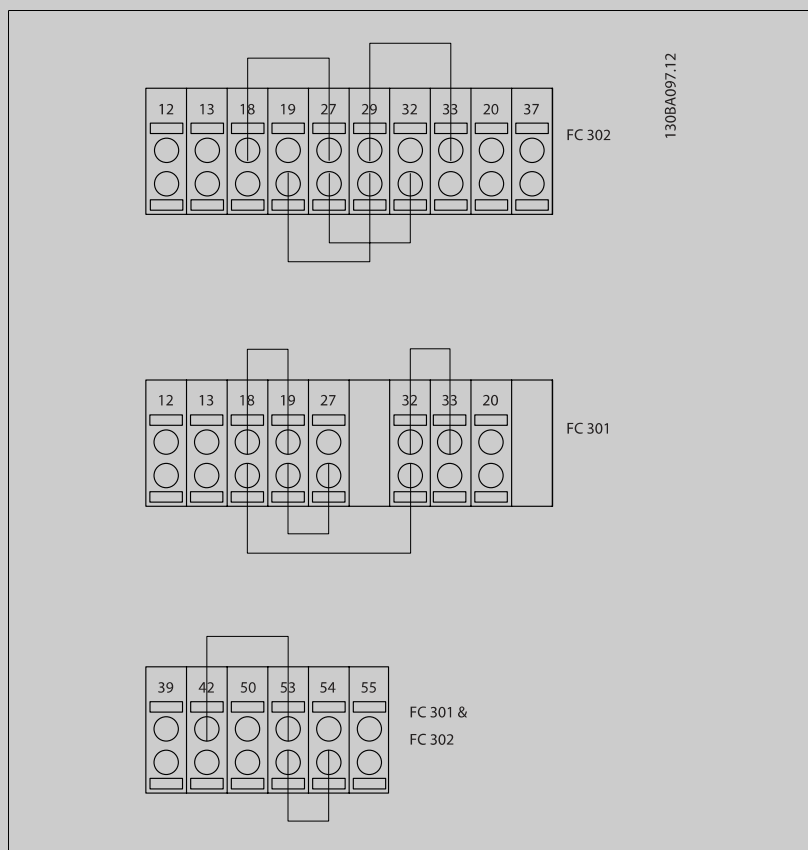 130BA097.12
12 13 18 19 27 29 32 33 20 37
FC 302
12 13 18 19 27 32 33 20
FC 301
39 42 50 53 54 55
FC 301 &
FC 302